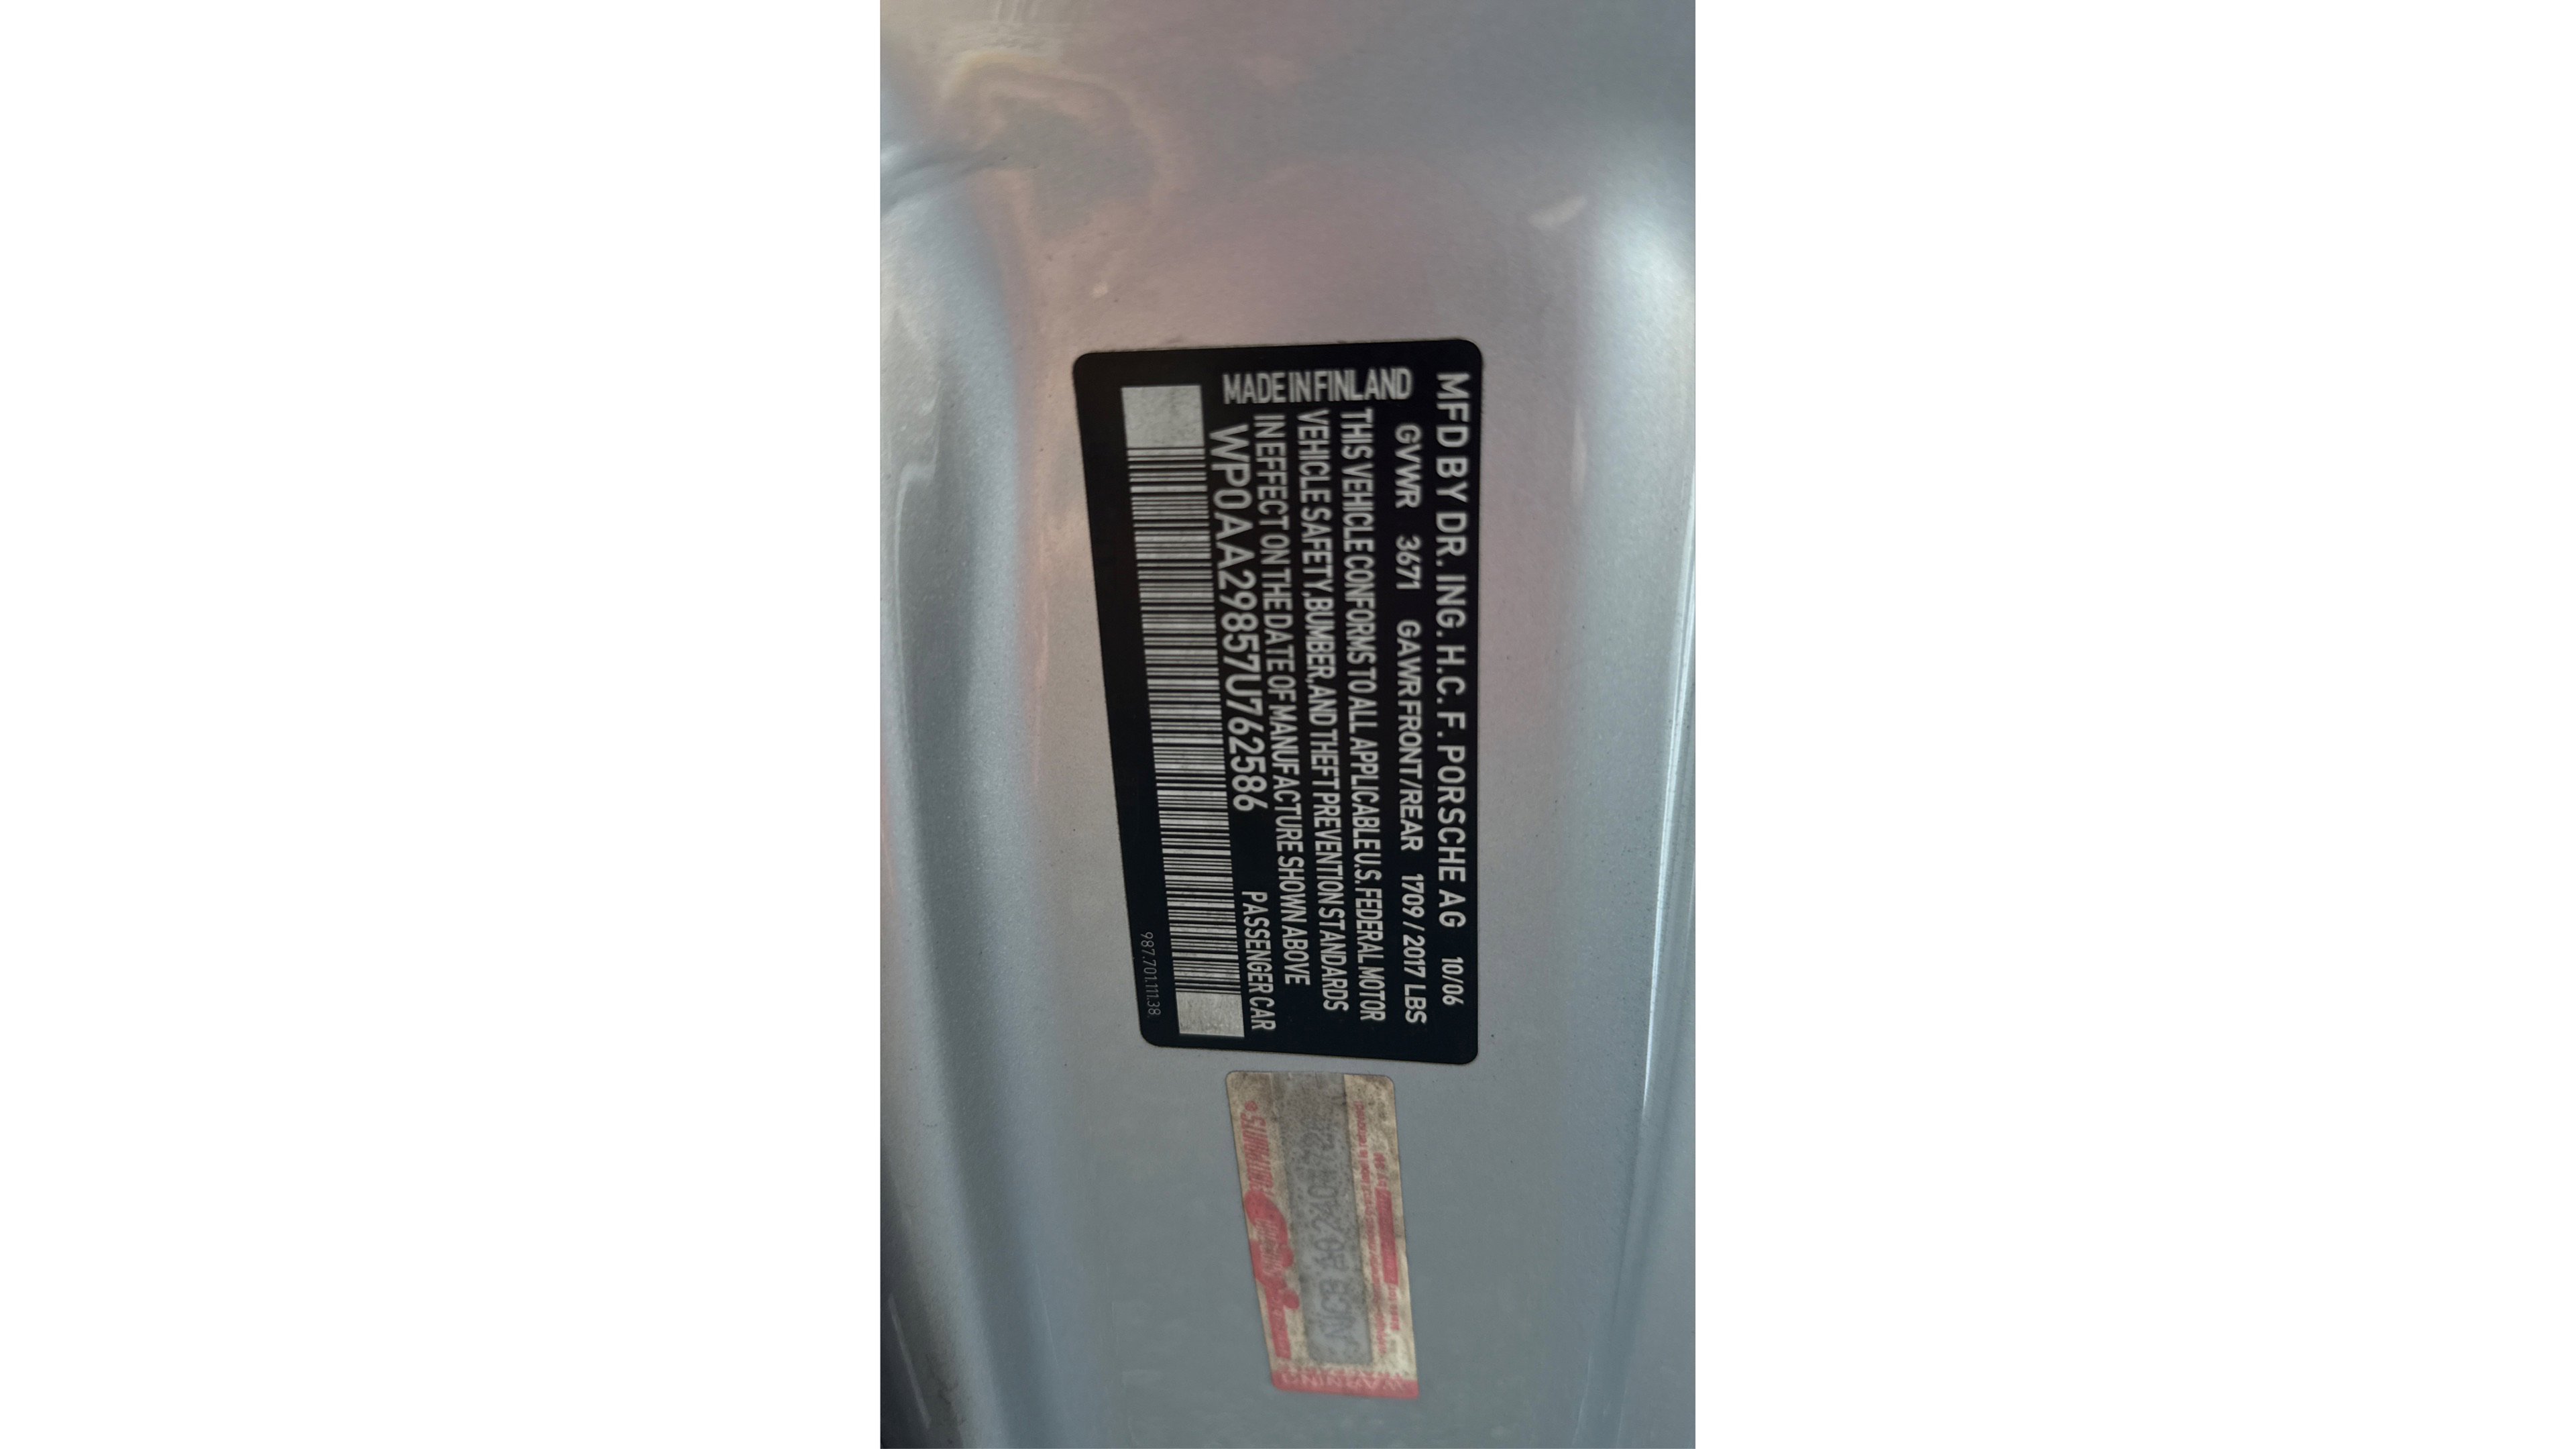 MFD BY DR. ING. H.C. F. PORSCHE AG 10/06
GVWR 3671 GAWR FRONT/REAR 1709 / 2017 LBS
MADE IN FINLAND
THIS VEHICLE CONFORMS TO ALL APPLICABLE U.S. FEDERAL MOTOR
VEHICLE SAFETY, BUMBER, AND THEFT PREVENTION STANDARDS
IN EFFECT ON THE DATE OF MANUFACTURE SHOWN ABOVE
WP0AA29857U762586 PASSENGER CAR
987.701.111.38
WARNING